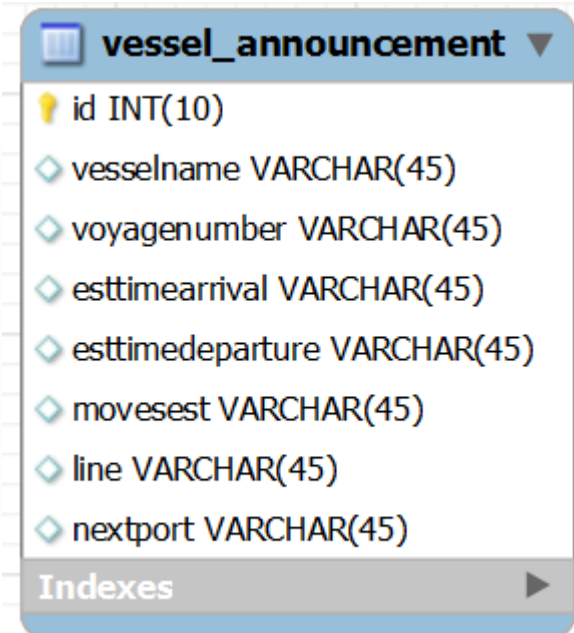 vessel_announcement
id INT(10)
vesselname VARCHAR(45)
voyagenumber VARCHAR(45)
esttimearrival VARCHAR(45)
esttimedeparture VARCHAR(45)
movesest VARCHAR(45)
line VARCHAR(45)
nextport VARCHAR(45)
Indexes